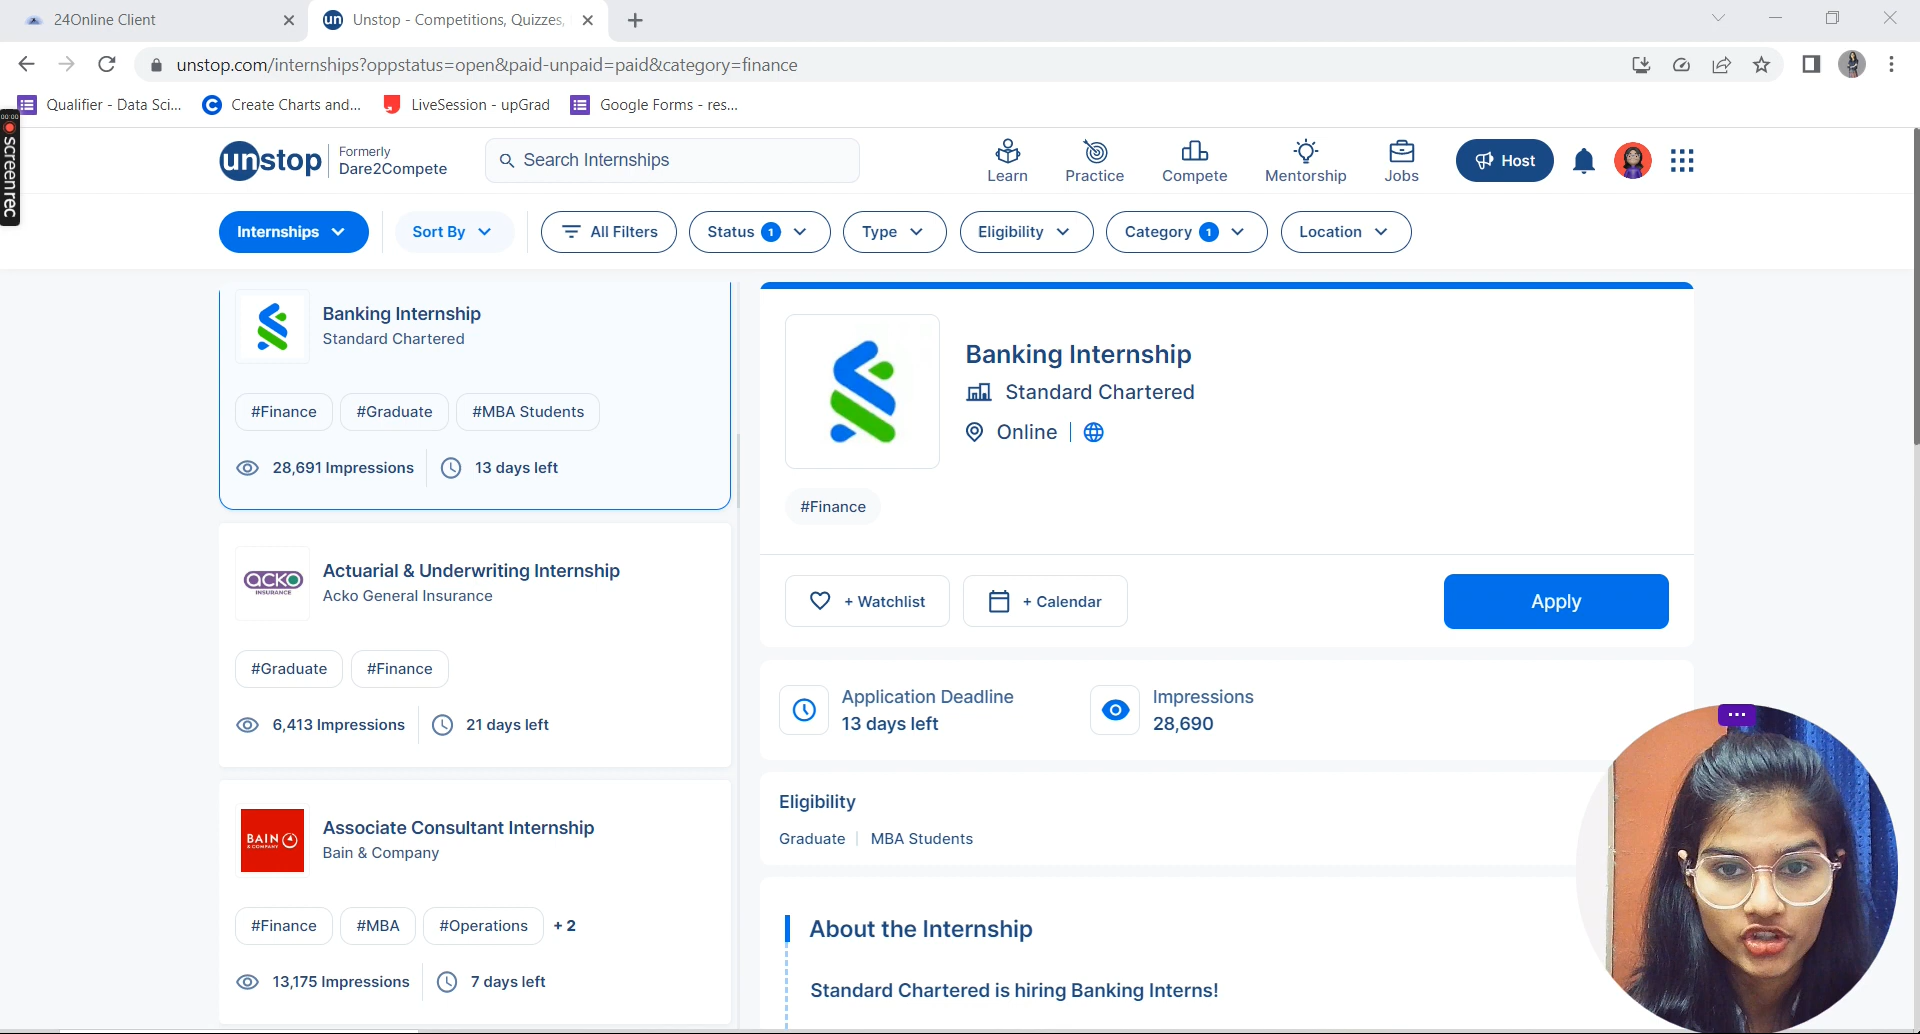 24Online Client
un Unstop - Competitions, Quizzes,
unstop.com/internships?oppstatus=open&paid-unpaid=paid&category=finance
Qualifier - Data Sci...
Create Charts and...
LiveSession - upGrad
Google Forms - res...
00:00
screenrec
unstop
Formerly
Dare2Compete
Search Internships
Learn
Practice
Compete
Mentorship
Jobs
Host
Internships
Sort By
All Filters
Status 1
Type
Eligibility
Category 1
Location
Banking Internship
Standard Chartered
#Finance
#Graduate
#MBA Students
28,691 Impressions
13 days left
acko
INSURANCE
Actuarial & Underwriting Internship
Acko General Insurance
#Graduate
#Finance
6,413 Impressions
21 days left
BAIN
& COMPANY
Associate Consultant Internship
Bain & Company
#Finance
#MBA
#Operations
+ 2
13,175 Impressions
7 days left
Banking Internship
Standard Chartered
Online
#Finance
+ Watchlist
+ Calendar
Apply
Application Deadline
13 days left
Impressions
28,690
Eligibility
Graduate
MBA Students
About the Internship
Standard Chartered is hiring Banking Interns!